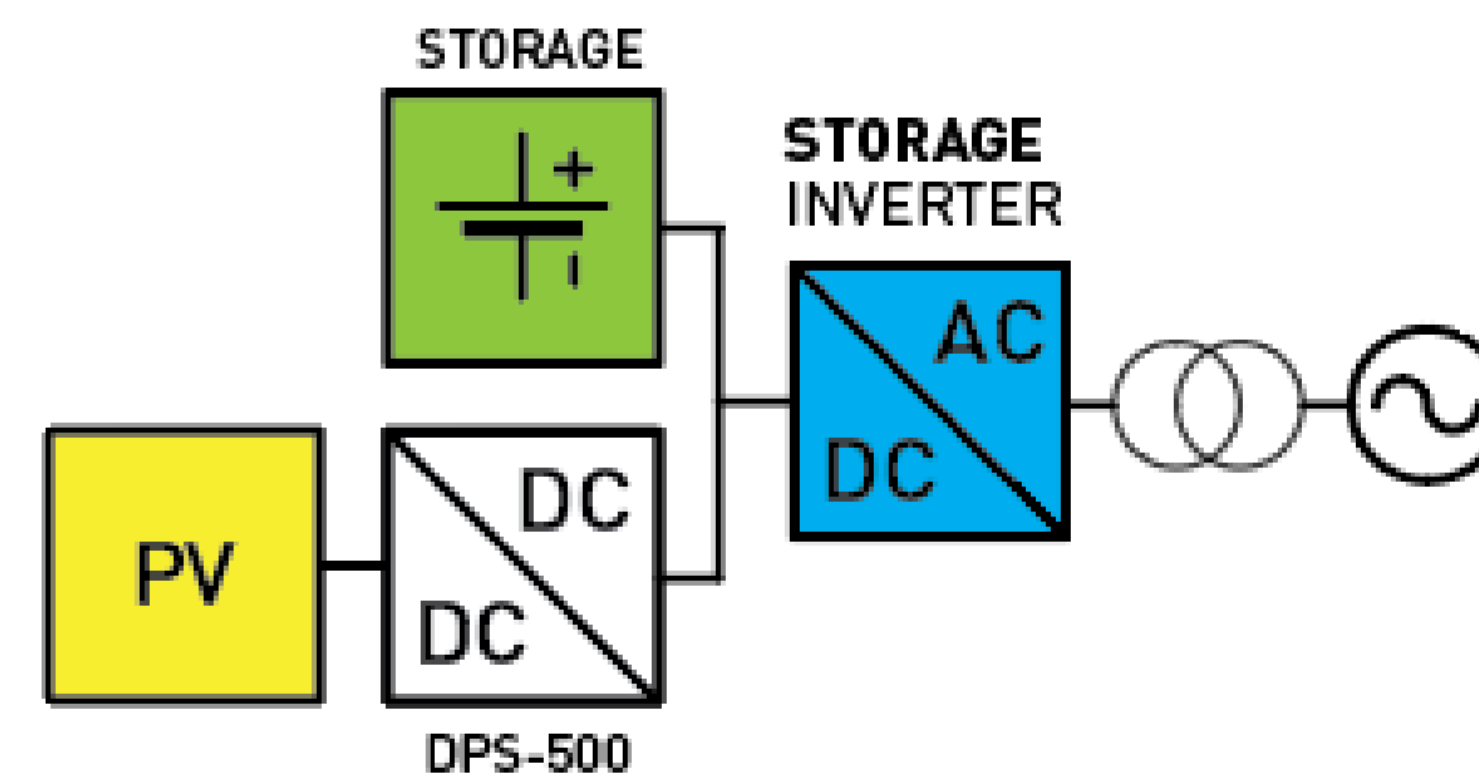 STORAGE
+
-
STORAGE
INVERTER
AC
DC
PV
DC
DC
DPS-500